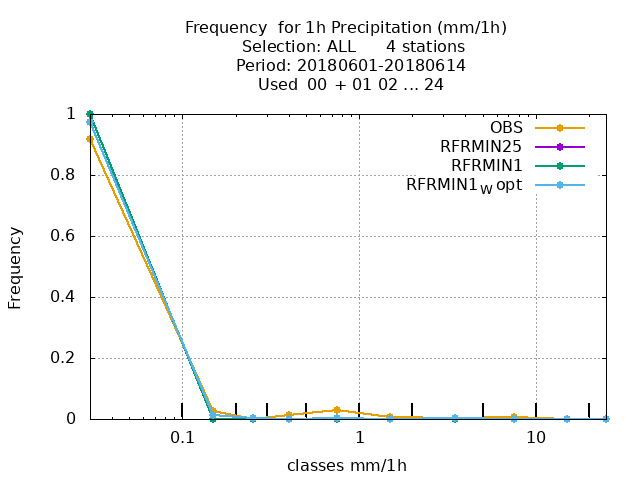 Frequency for 1h Precipitation (mm/1h)
Selection: ALL 4 stations
Period: 20180601-20180614
Used 00 + 01 02 ... 24
OBS
RFRMIN25
RFRMIN1
RFRMIN1W opt
Frequency
1
0.8
0.6
0.4
0.2
0
0.1 1 10
classes mm/1h